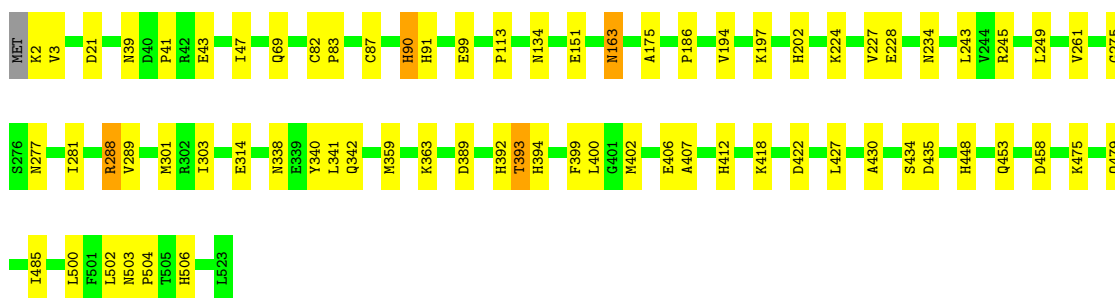 MET K2 V3 D21 N39 D40 P41 R42 E43 I47 Q69 C82 P83 C87 H90 H91 E99 P113 N134 E151 N163 A175 P186 V194 K197 H202 K224 V227 E228 N234 L243 V244 R245 L249 V261 G275
S276 N277 I281 R288 V289 M301 R302 I303 E314 N338 E339 Y340 L341 Q342 M359 K363 D389 H392 T393 H394 F399 L400 G401 M402 E406 A407 H412 K418 D422 L427 A430 S434 D435 H448 Q453 D458 K475
I485 L500 F501 L502 N503 P504 T505 H506 L523